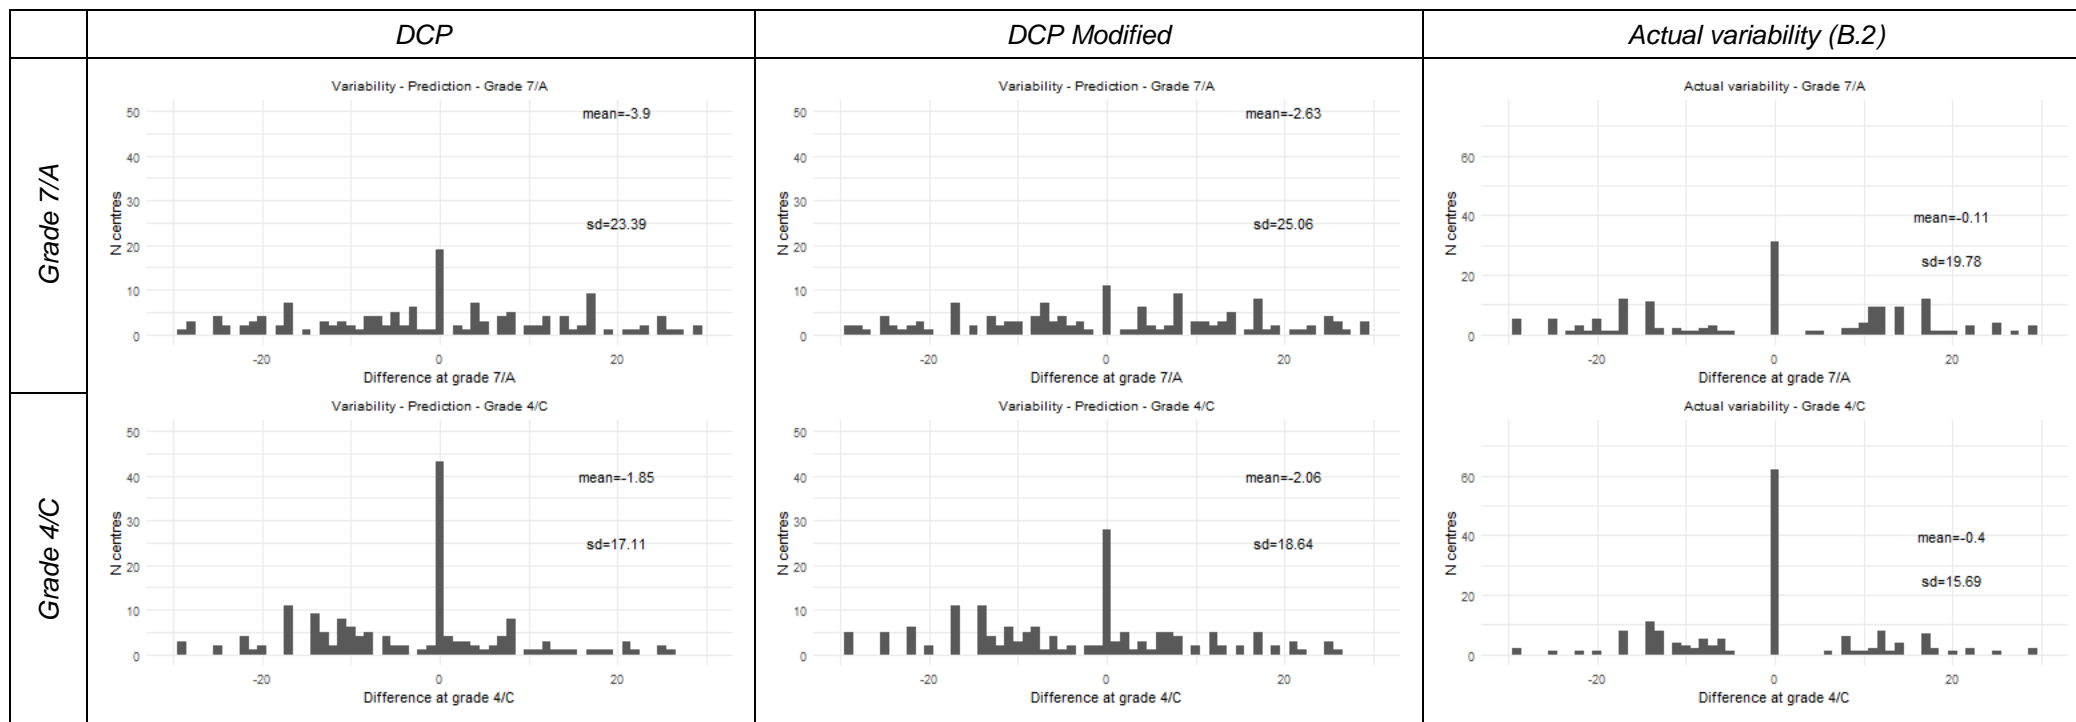 DCP
DCP Modified
Actual variability (B.2)
Grade 7/A
Variability - Prediction - Grade 7/A
50
40
30
20
10
0
N centres
mean=-3.9
sd=23.39
-20 0 20
Difference at grade 7/A
Variability - Prediction - Grade 7/A
50
40
30
20
10
0
N centres
mean=-2.63
sd=25.06
-20 0 20
Difference at grade 7/A
Actual variability - Grade 7/A
60
40
20
0
N centres
mean=-0.11
sd=19.78
-20 0 20
Difference at grade 7/A
Grade 4/C
Variability - Prediction - Grade 4/C
50
40
30
20
10
0
N centres
mean=-1.85
sd=17.11
-20 0 20
Difference at grade 4/C
Variability - Prediction - Grade 4/C
50
40
30
20
10
0
N centres
mean=-2.06
sd=18.64
-20 0 20
Difference at grade 4/C
Actual variability - Grade 4/C
60
40
20
0
N centres
mean=-0.4
sd=15.69
-20 0 20
Difference at grade 4/C